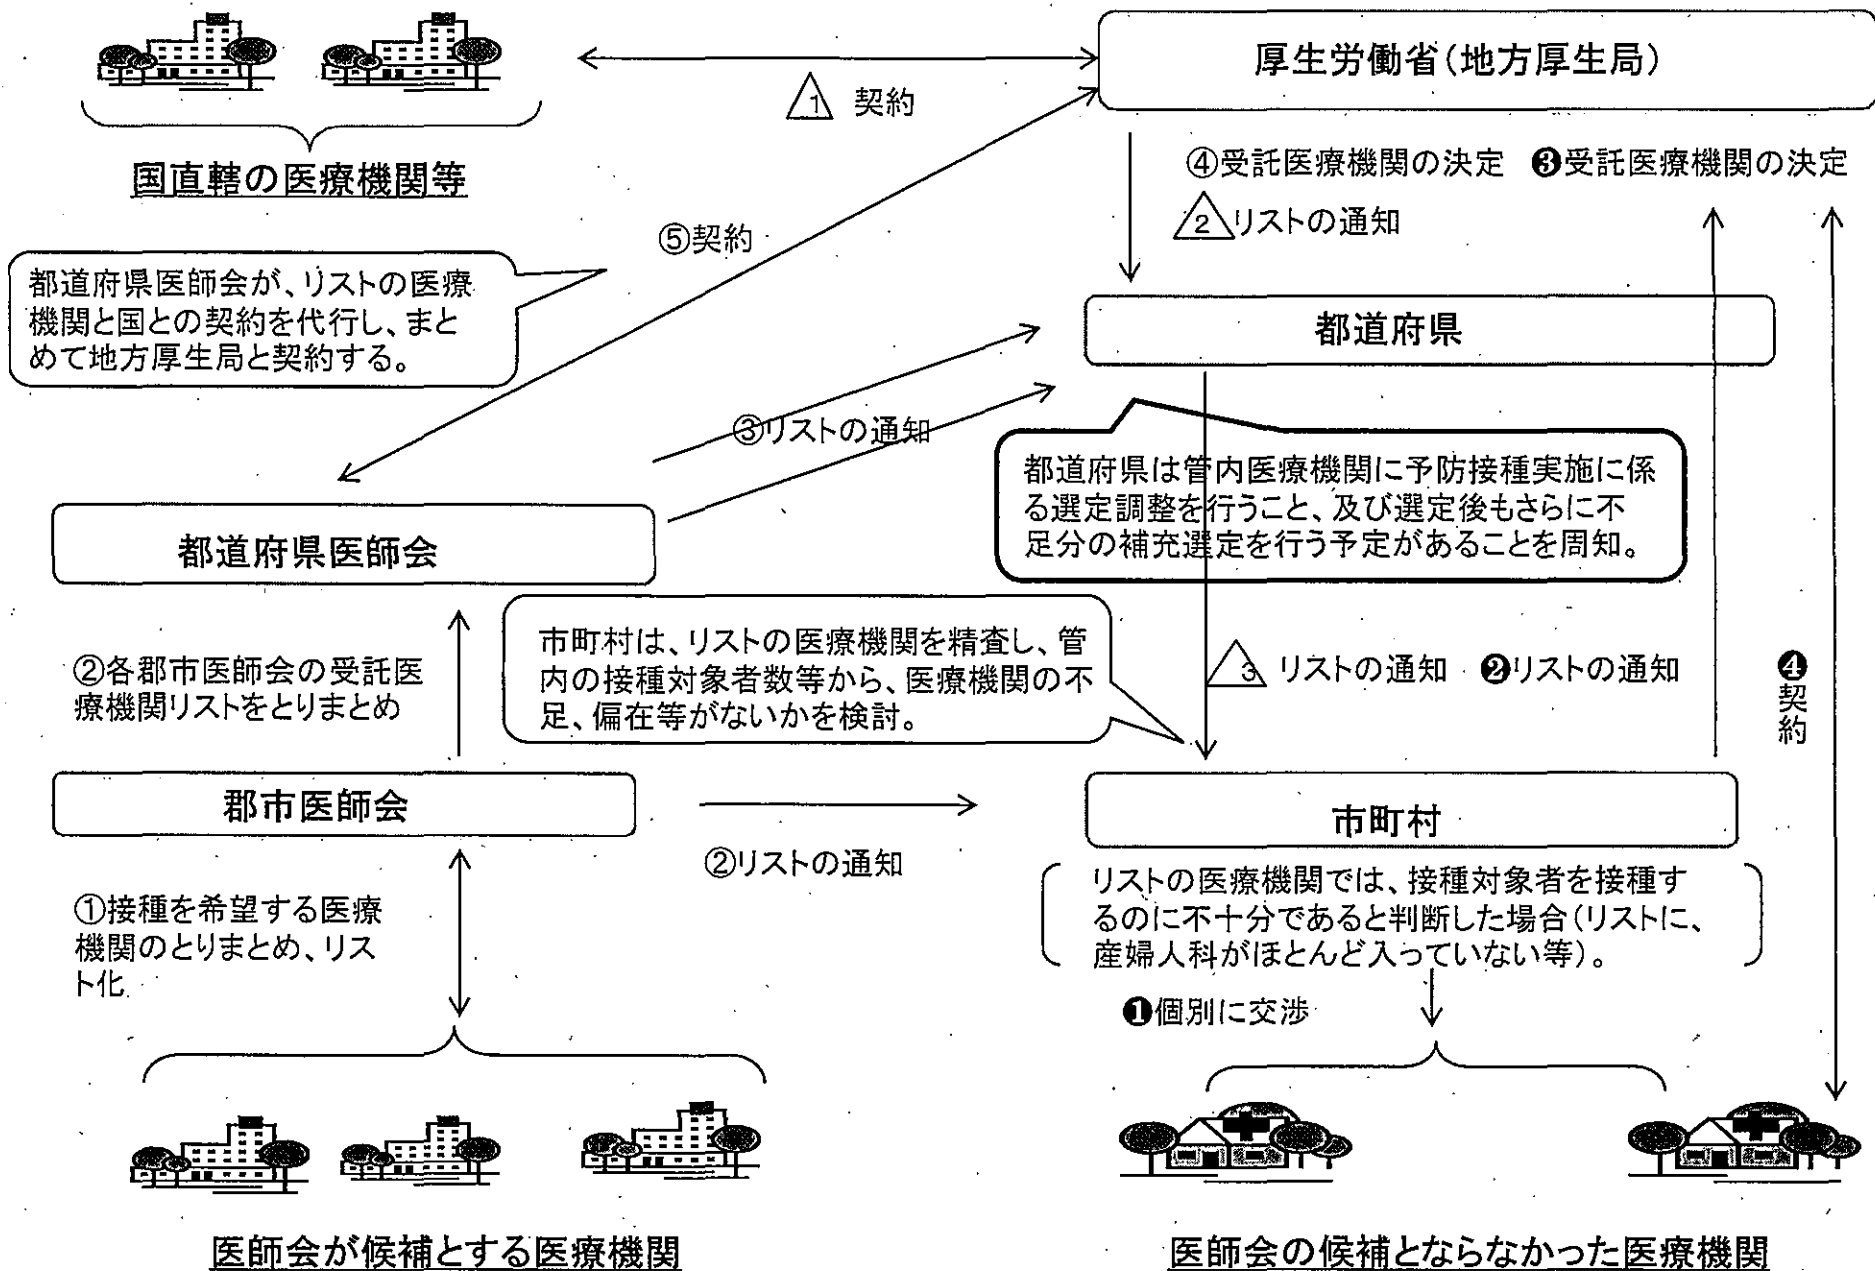 厚生労働省（地方厚生局）
△1 契約
国直轄の医療機関等
④受託医療機関の決定 ❸受託医療機関の決定
△2 リストの通知
⑤契約
都道府県医師会が、リストの医療
機関と国との契約を代行し、まと
めて地方厚生局と契約する。
都道府県
③リストの通知
都道府県は管内医療機関に予防接種実施に係
る選定調整を行うこと、及び選定後もさらに不
足分の補充選定を行う予定があることを周知。
都道府県医師会
市町村は、リストの医療機関を精査し、管
内の接種対象者数等から、医療機関の不
足、偏在等がないかを検討。
②各郡市医師会の受託医
療機関リストをとりまとめ
△3 リストの通知 ❷リストの通知
❹契約
郡市医師会
市町村
②リストの通知
リストの医療機関では、接種対象者を接種す
るのに不十分であると判断した場合（リストに、
産婦人科がほとんど入っていない等）。
①接種を希望する医療
機関のとりまとめ、リス
ト化
❶個別に交渉
医師会が候補とする医療機関
医師会の候補とならなかった医療機関